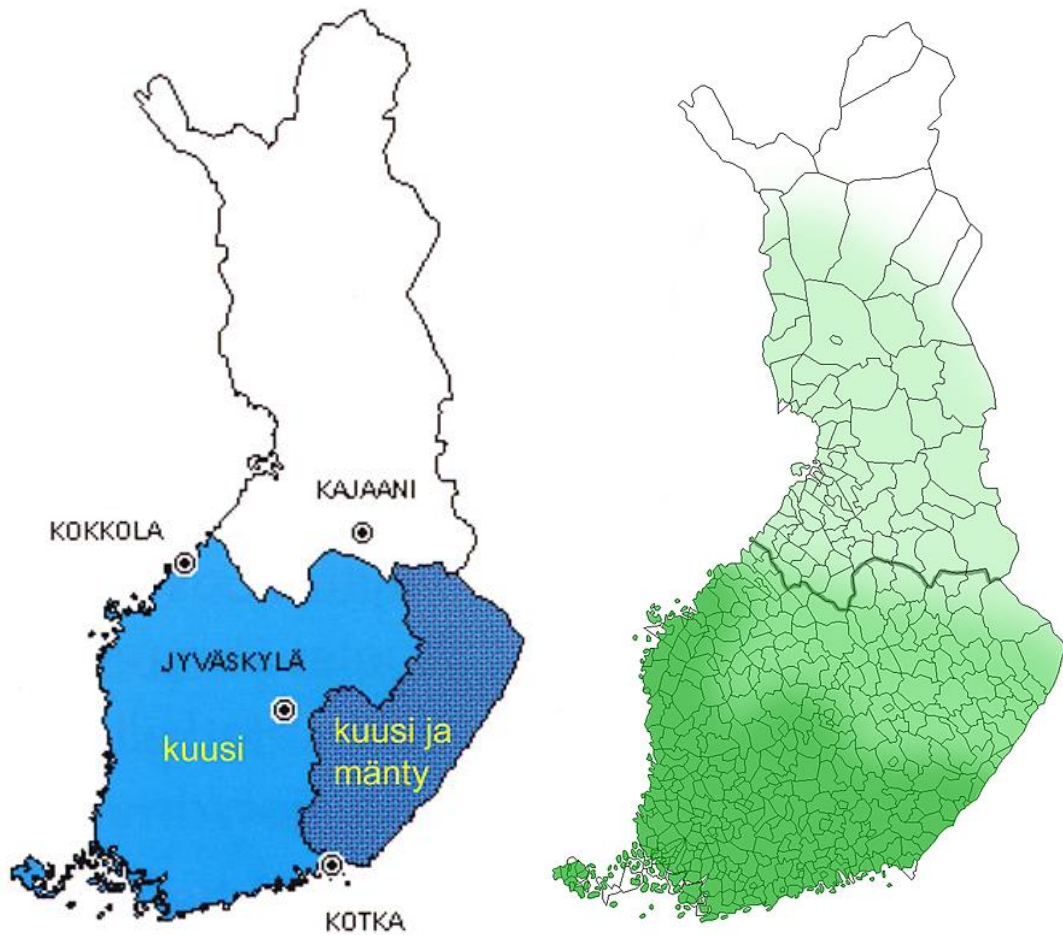 KAJAANI
KOKKOLA
JYVÄSKYLÄ
kuusi
kuusi ja
mänty
KOTKA